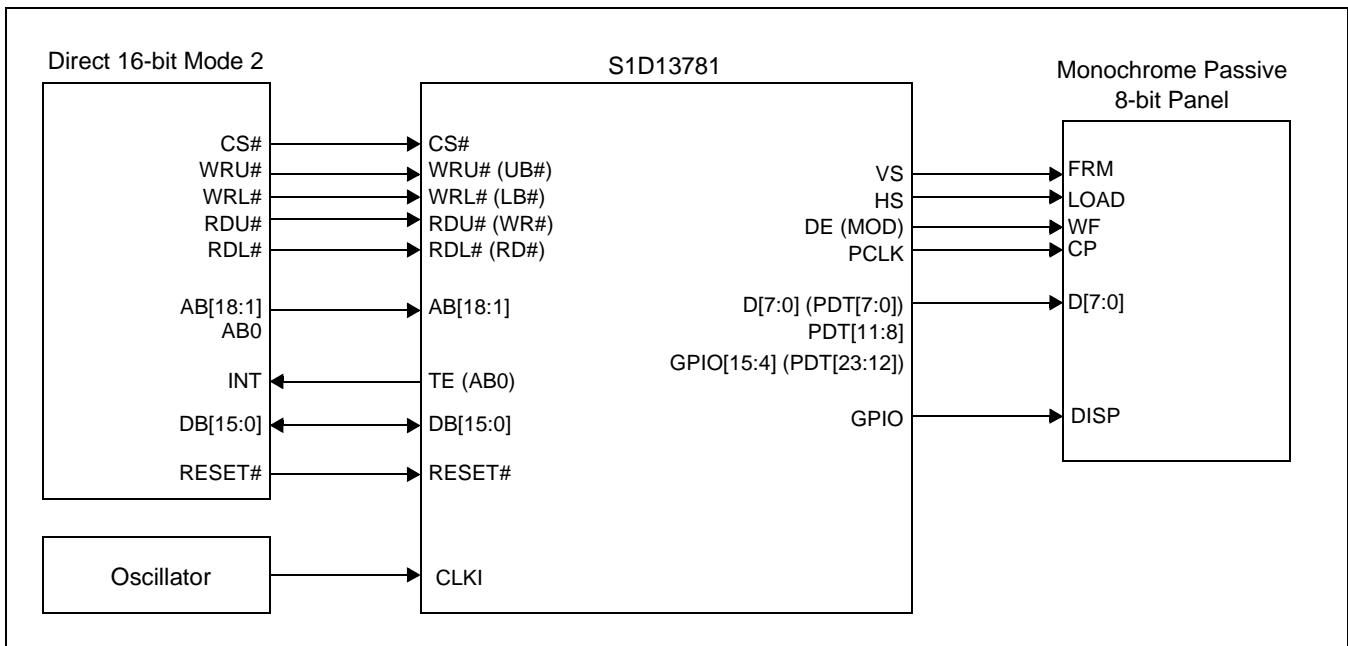 Direct 16-bit Mode 2
CS#
WRU#
WRL#
RDU#
RDL#
AB[18:1]
AB0
INT
DB[15:0]
RESET#
Oscillator
S1D13781
CS#
WRU# (UB#)
WRL# (LB#)
RDU# (WR#)
RDL# (RD#)
AB[18:1]
TE (AB0)
DB[15:0]
RESET#
CLKI
VS
HS
DE (MOD)
PCLK
D[7:0] (PDT[7:0])
PDT[11:8]
GPIO[15:4] (PDT[23:12])
GPIO
Monochrome Passive
8-bit Panel
FRM
LOAD
WF
CP
D[7:0]
DISP